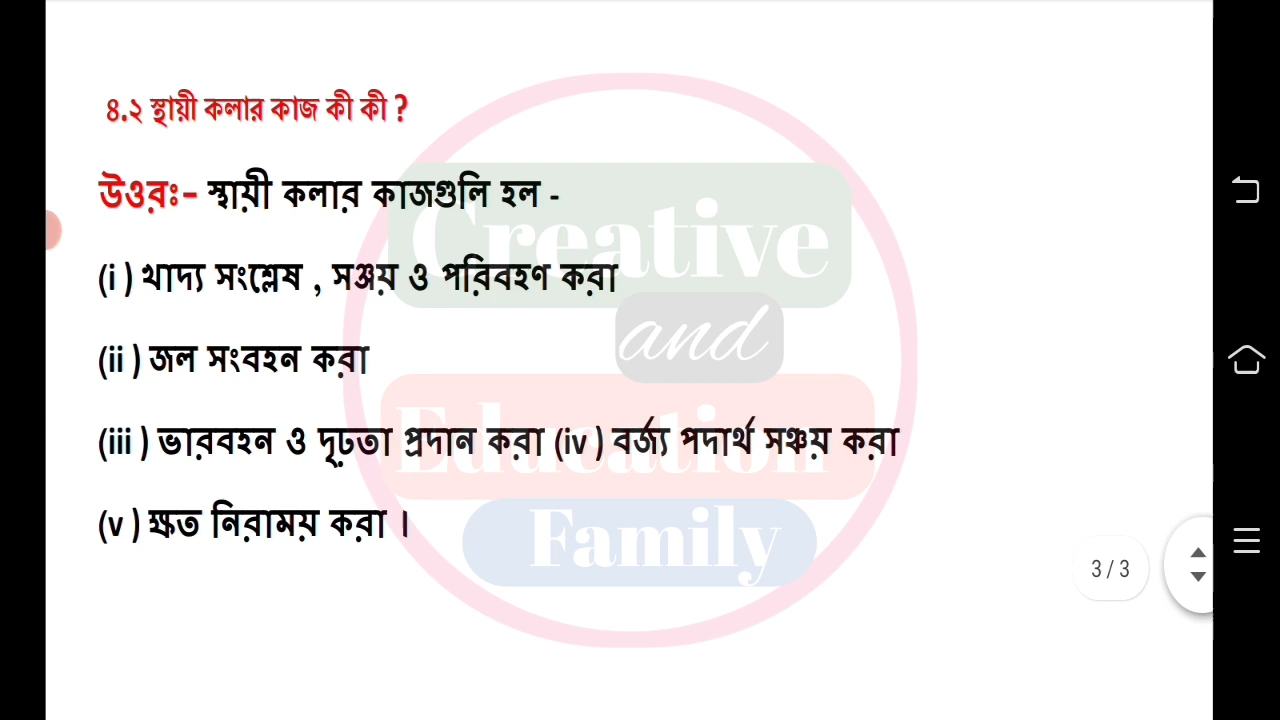 ৪.২ স্থায়ী কলার কাজ কী কী ?
উওরঃ- স্থায়ী কলার কাজগুলি হল -
(i ) খাদ্য সংশ্লেষ , সঞ্চয় ও পরিবহণ করা
(ii ) জল সংবহন করা
(iii ) ভারবহন ও দৃঢ়তা প্রদান করা (iv ) বর্জ্য পদার্থ সঞ্চয় করা
(v ) ক্ষত নিরাময় করা ।
Creative
and
Education
Family
3 / 3